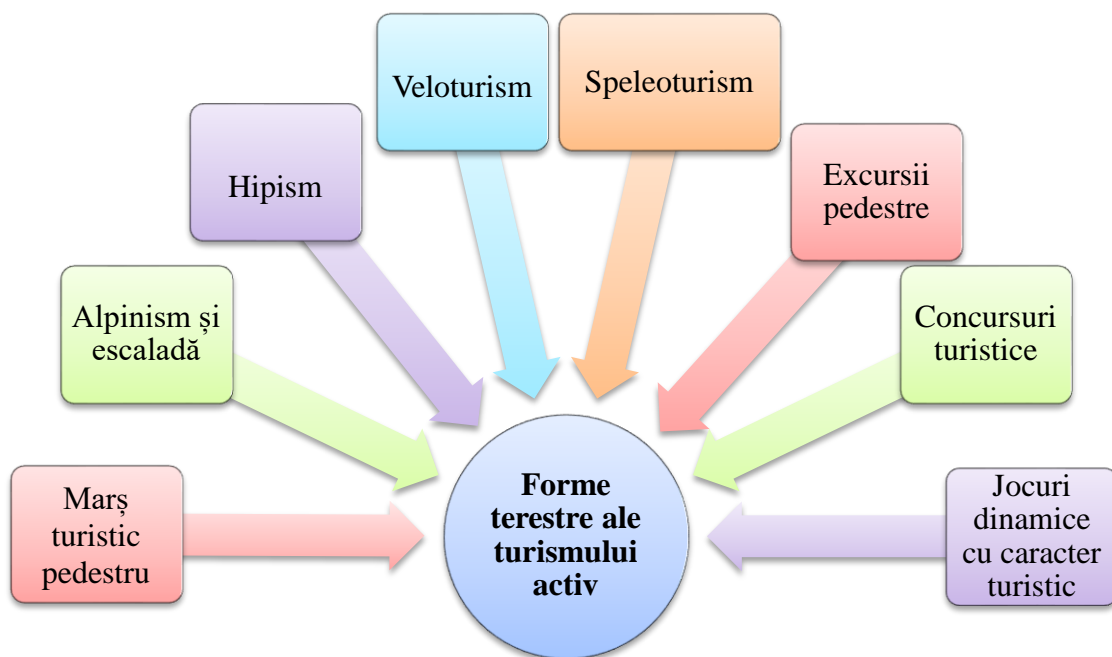 Veloturism
Speleoturism
Hipism
Excursii
pedestre
Alpinism și
escaladă
Concursuri
turistice
Marș
turistic
pedestru
Forme
terestre ale
turismului
activ
Jocuri
dinamice
cu caracter
turistic